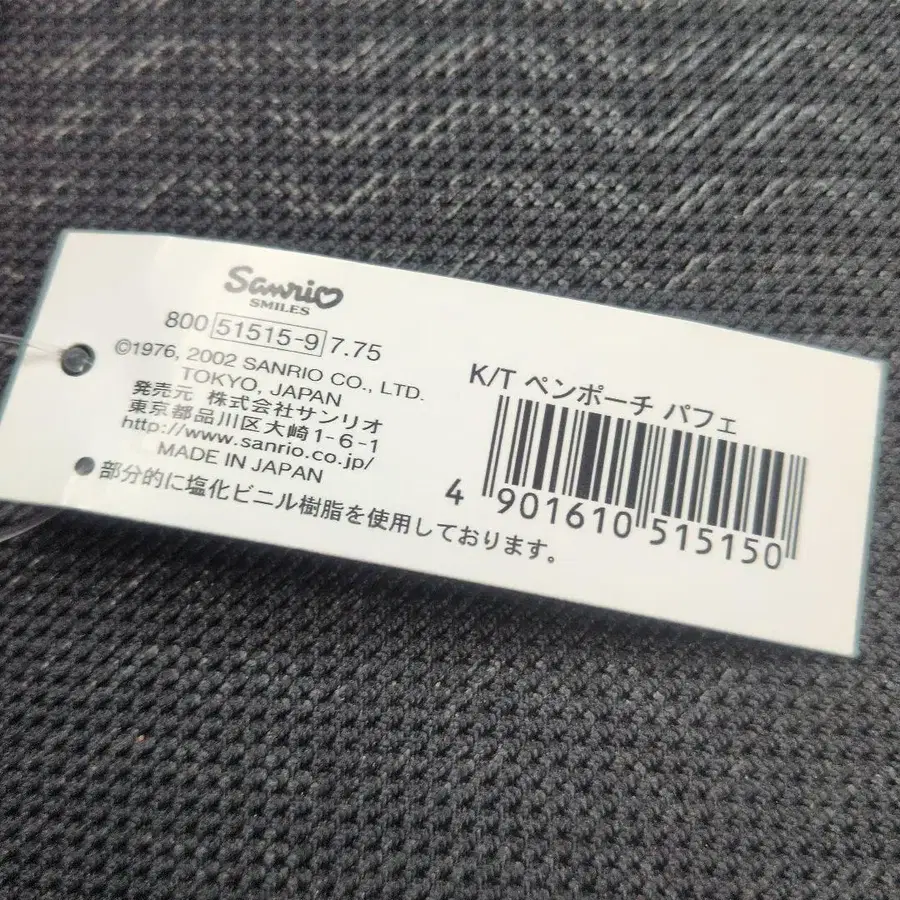 Sanrio
SMILES
800 51515-9 7.75
©1976, 2002 SANRIO CO., LTD.
TOKYO, JAPAN
発売元 株式会社サンリオ
東京都品川区大崎1-6-1
http://www.sanrio.co.jp/
MADE IN JAPAN
●部分的に塩化ビニル樹脂を使用しております。
K/T ペンポーチ パフェ
4 901610 515150